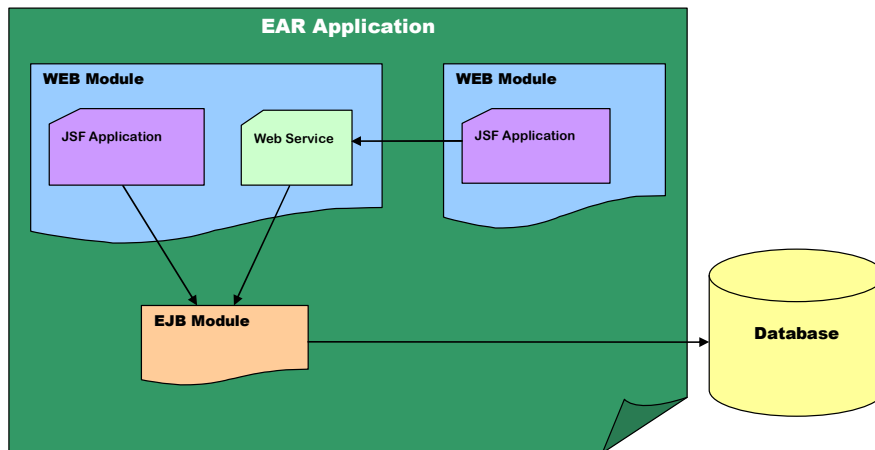 EAR Application
WEB Module
WEB Module
JSF Application
Web Service
JSF Application
EJB Module
Database